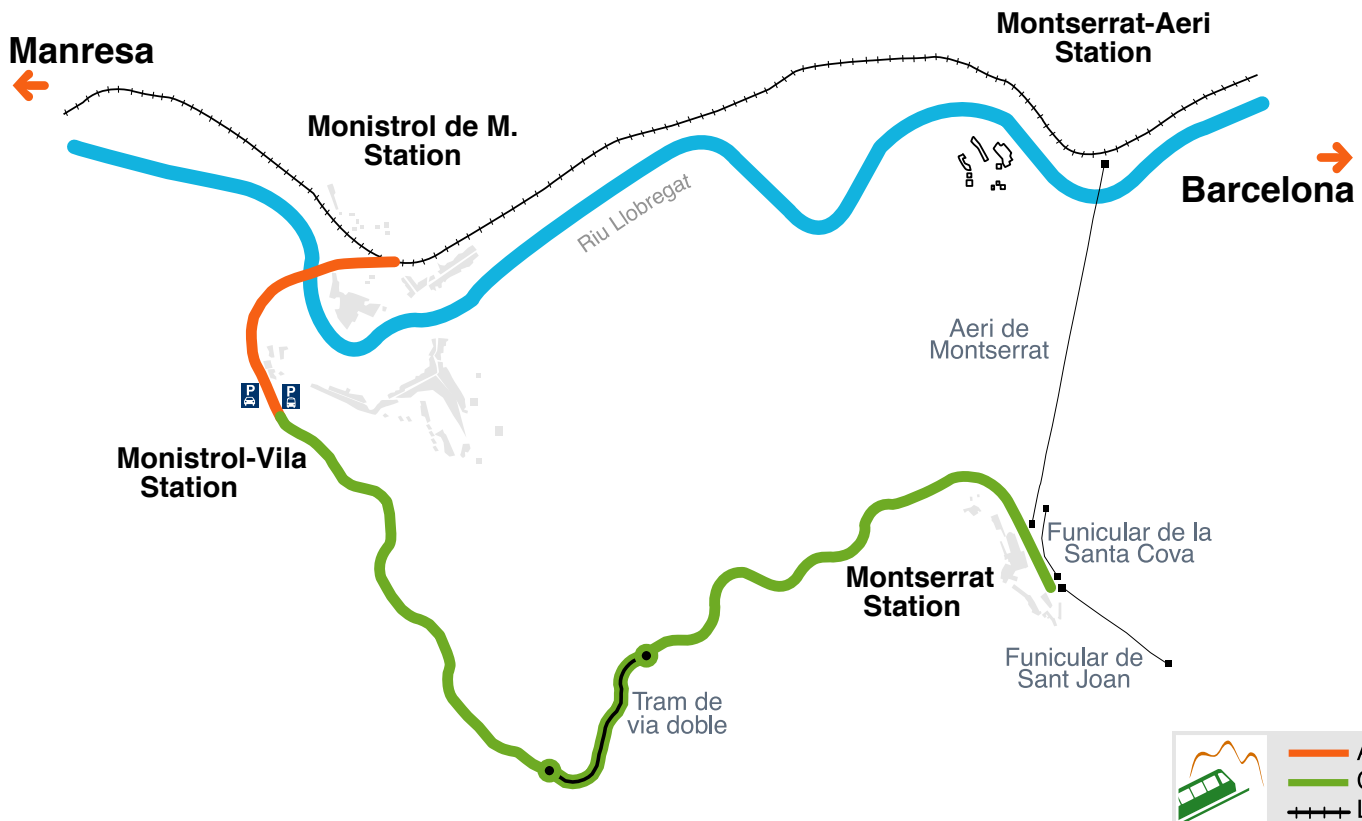 Manresa
Montserrat-Aeri
Station
Monistrol de M.
Station
Barcelona
Riu Llobregat
Aeri de
Montserrat
P
P
Monistrol-Vila
Station
Funicular de la
Santa Cova
Montserrat
Station
Funicular de
Sant Joan
Tram de
via doble